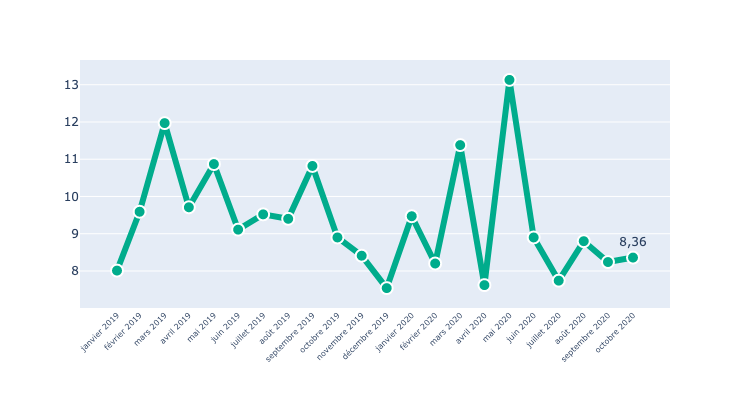 13
12
11
10
9
8
8,36
janvier 2019
février 2019
mars 2019
avril 2019
mai 2019
juin 2019
juillet 2019
août 2019
septembre 2019
octobre 2019
novembre 2019
décembre 2019
janvier 2020
février 2020
mars 2020
avril 2020
mai 2020
juin 2020
juillet 2020
août 2020
septembre 2020
octobre 2020